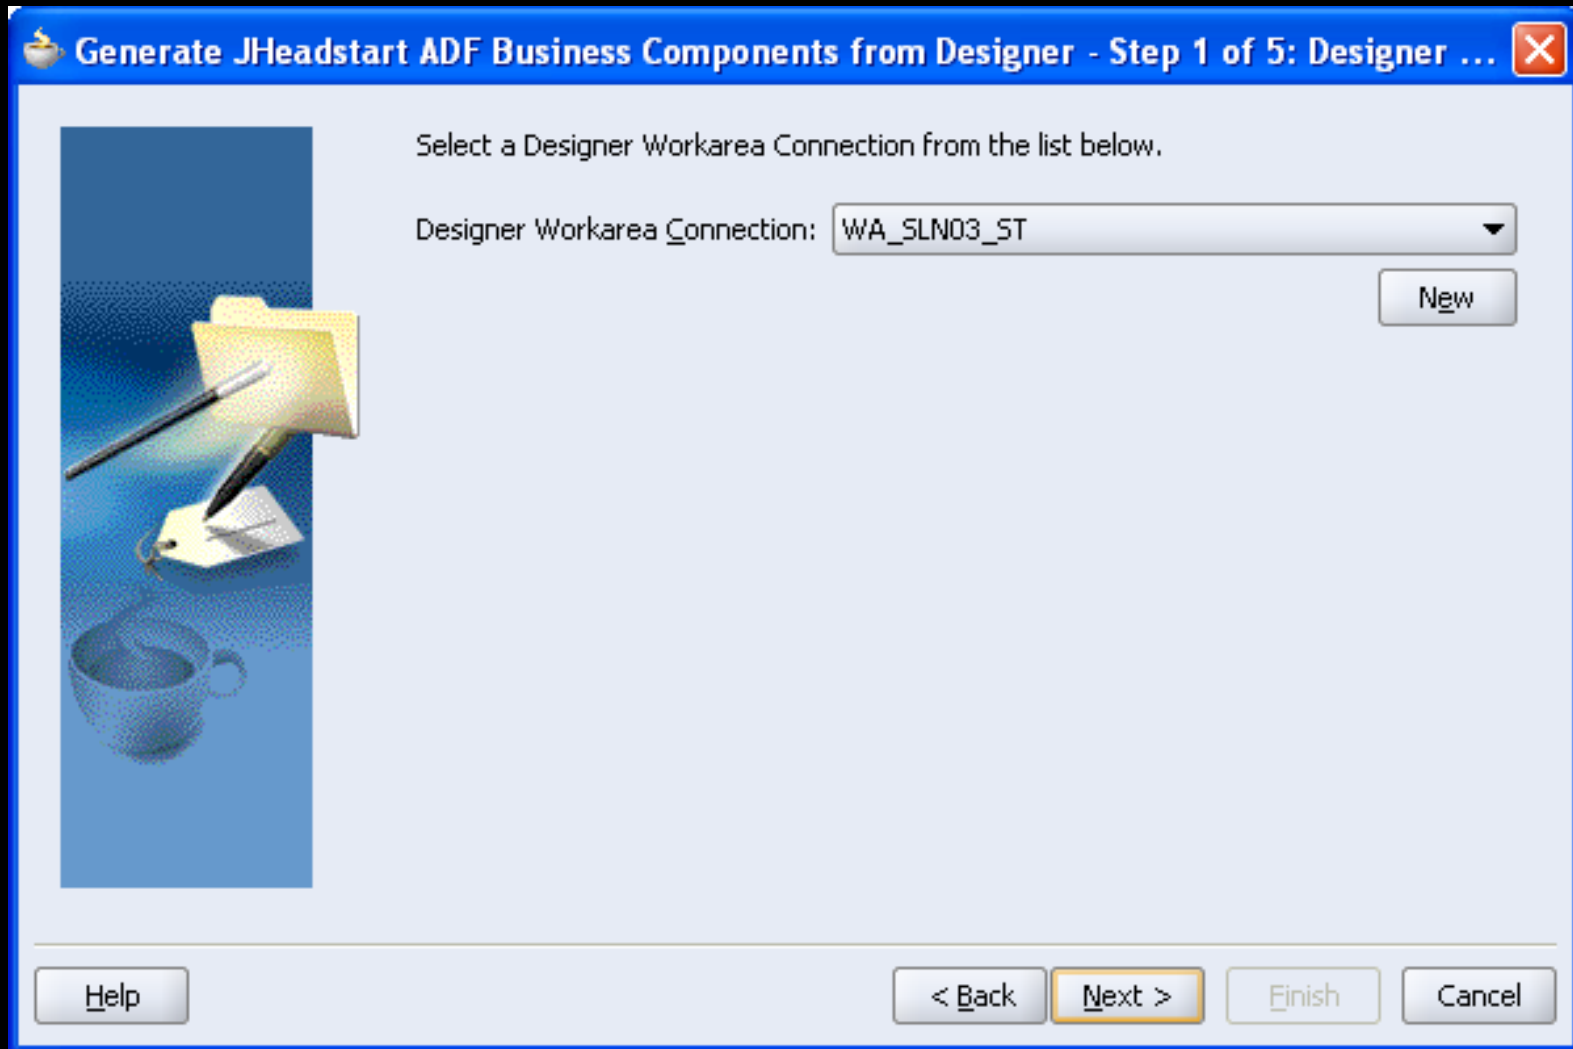 Generate JHeadstart ADF Business Components from Designer - Step 1 of 5: Designer ...
Select a Designer Workarea Connection from the list below.
Designer Workarea Connection: WA_SLN03_ST
New
Help < Back Next > Finish Cancel